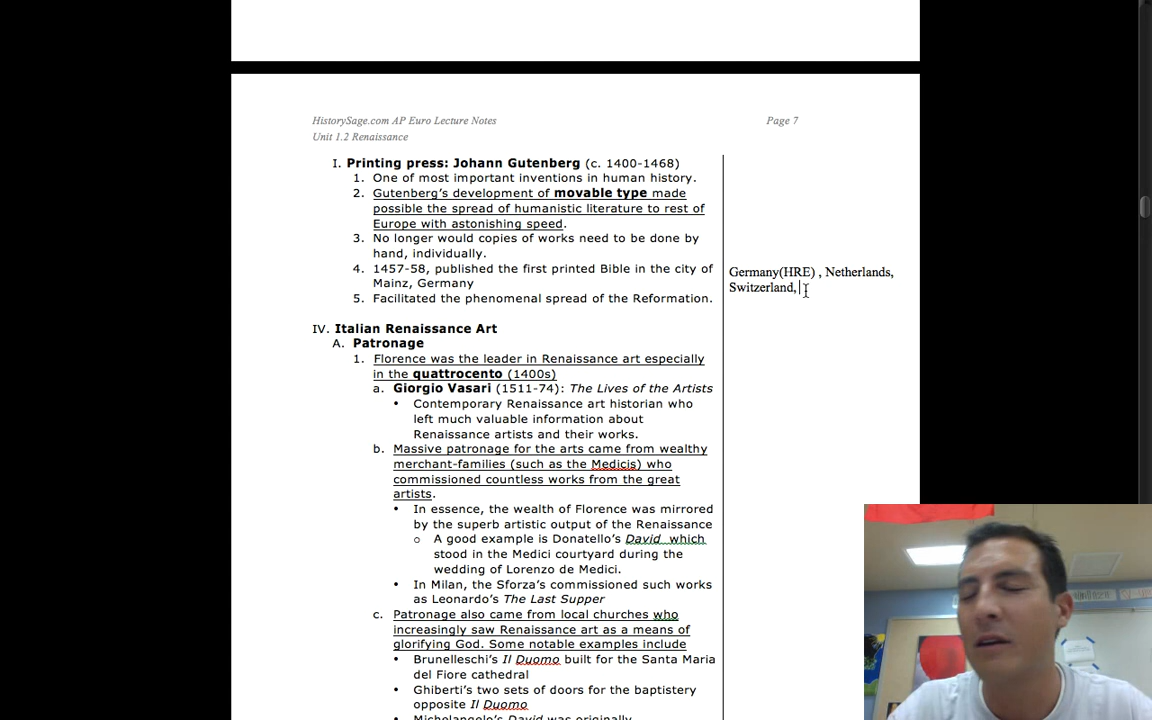 HistorySage.com AP Euro Lecture Notes Page 7
Unit 1.2 Renaissance
I. Printing press: Johann Gutenberg (c. 1400-1468)
1. One of most important inventions in human history.
2. Gutenberg's development of movable type made
possible the spread of humanistic literature to rest of
Europe with astonishing speed.
3. No longer would copies of works need to be done by
hand, individually.
4. 1457-58, published the first printed Bible in the city of
Mainz, Germany
5. Facilitated the phenomenal spread of the Reformation.
Germany(HRE) , Netherlands,
Switzerland,
IV. Italian Renaissance Art
A. Patronage
1. Florence was the leader in Renaissance art especially
in the quattrocento (1400s)
a. Giorgio Vasari (1511-74): The Lives of the Artists
• Contemporary Renaissance art historian who
left much valuable information about
Renaissance artists and their works.
b. Massive patronage for the arts came from wealthy
merchant-families (such as the Medicis) who
commissioned countless works from the great
artists.
• In essence, the wealth of Florence was mirrored
by the superb artistic output of the Renaissance
o A good example is Donatello's David which
stood in the Medici courtyard during the
wedding of Lorenzo de Medici.
• In Milan, the Sforza's commissioned such works
as Leonardo's The Last Supper
c. Patronage also came from local churches who
increasingly saw Renaissance art as a means of
glorifying God. Some notable examples include
• Brunelleschi's Il Duomo built for the Santa Maria
del Fiore cathedral
• Ghiberti's two sets of doors for the baptistery
opposite Il Duomo
• Michelangelo's David was originally